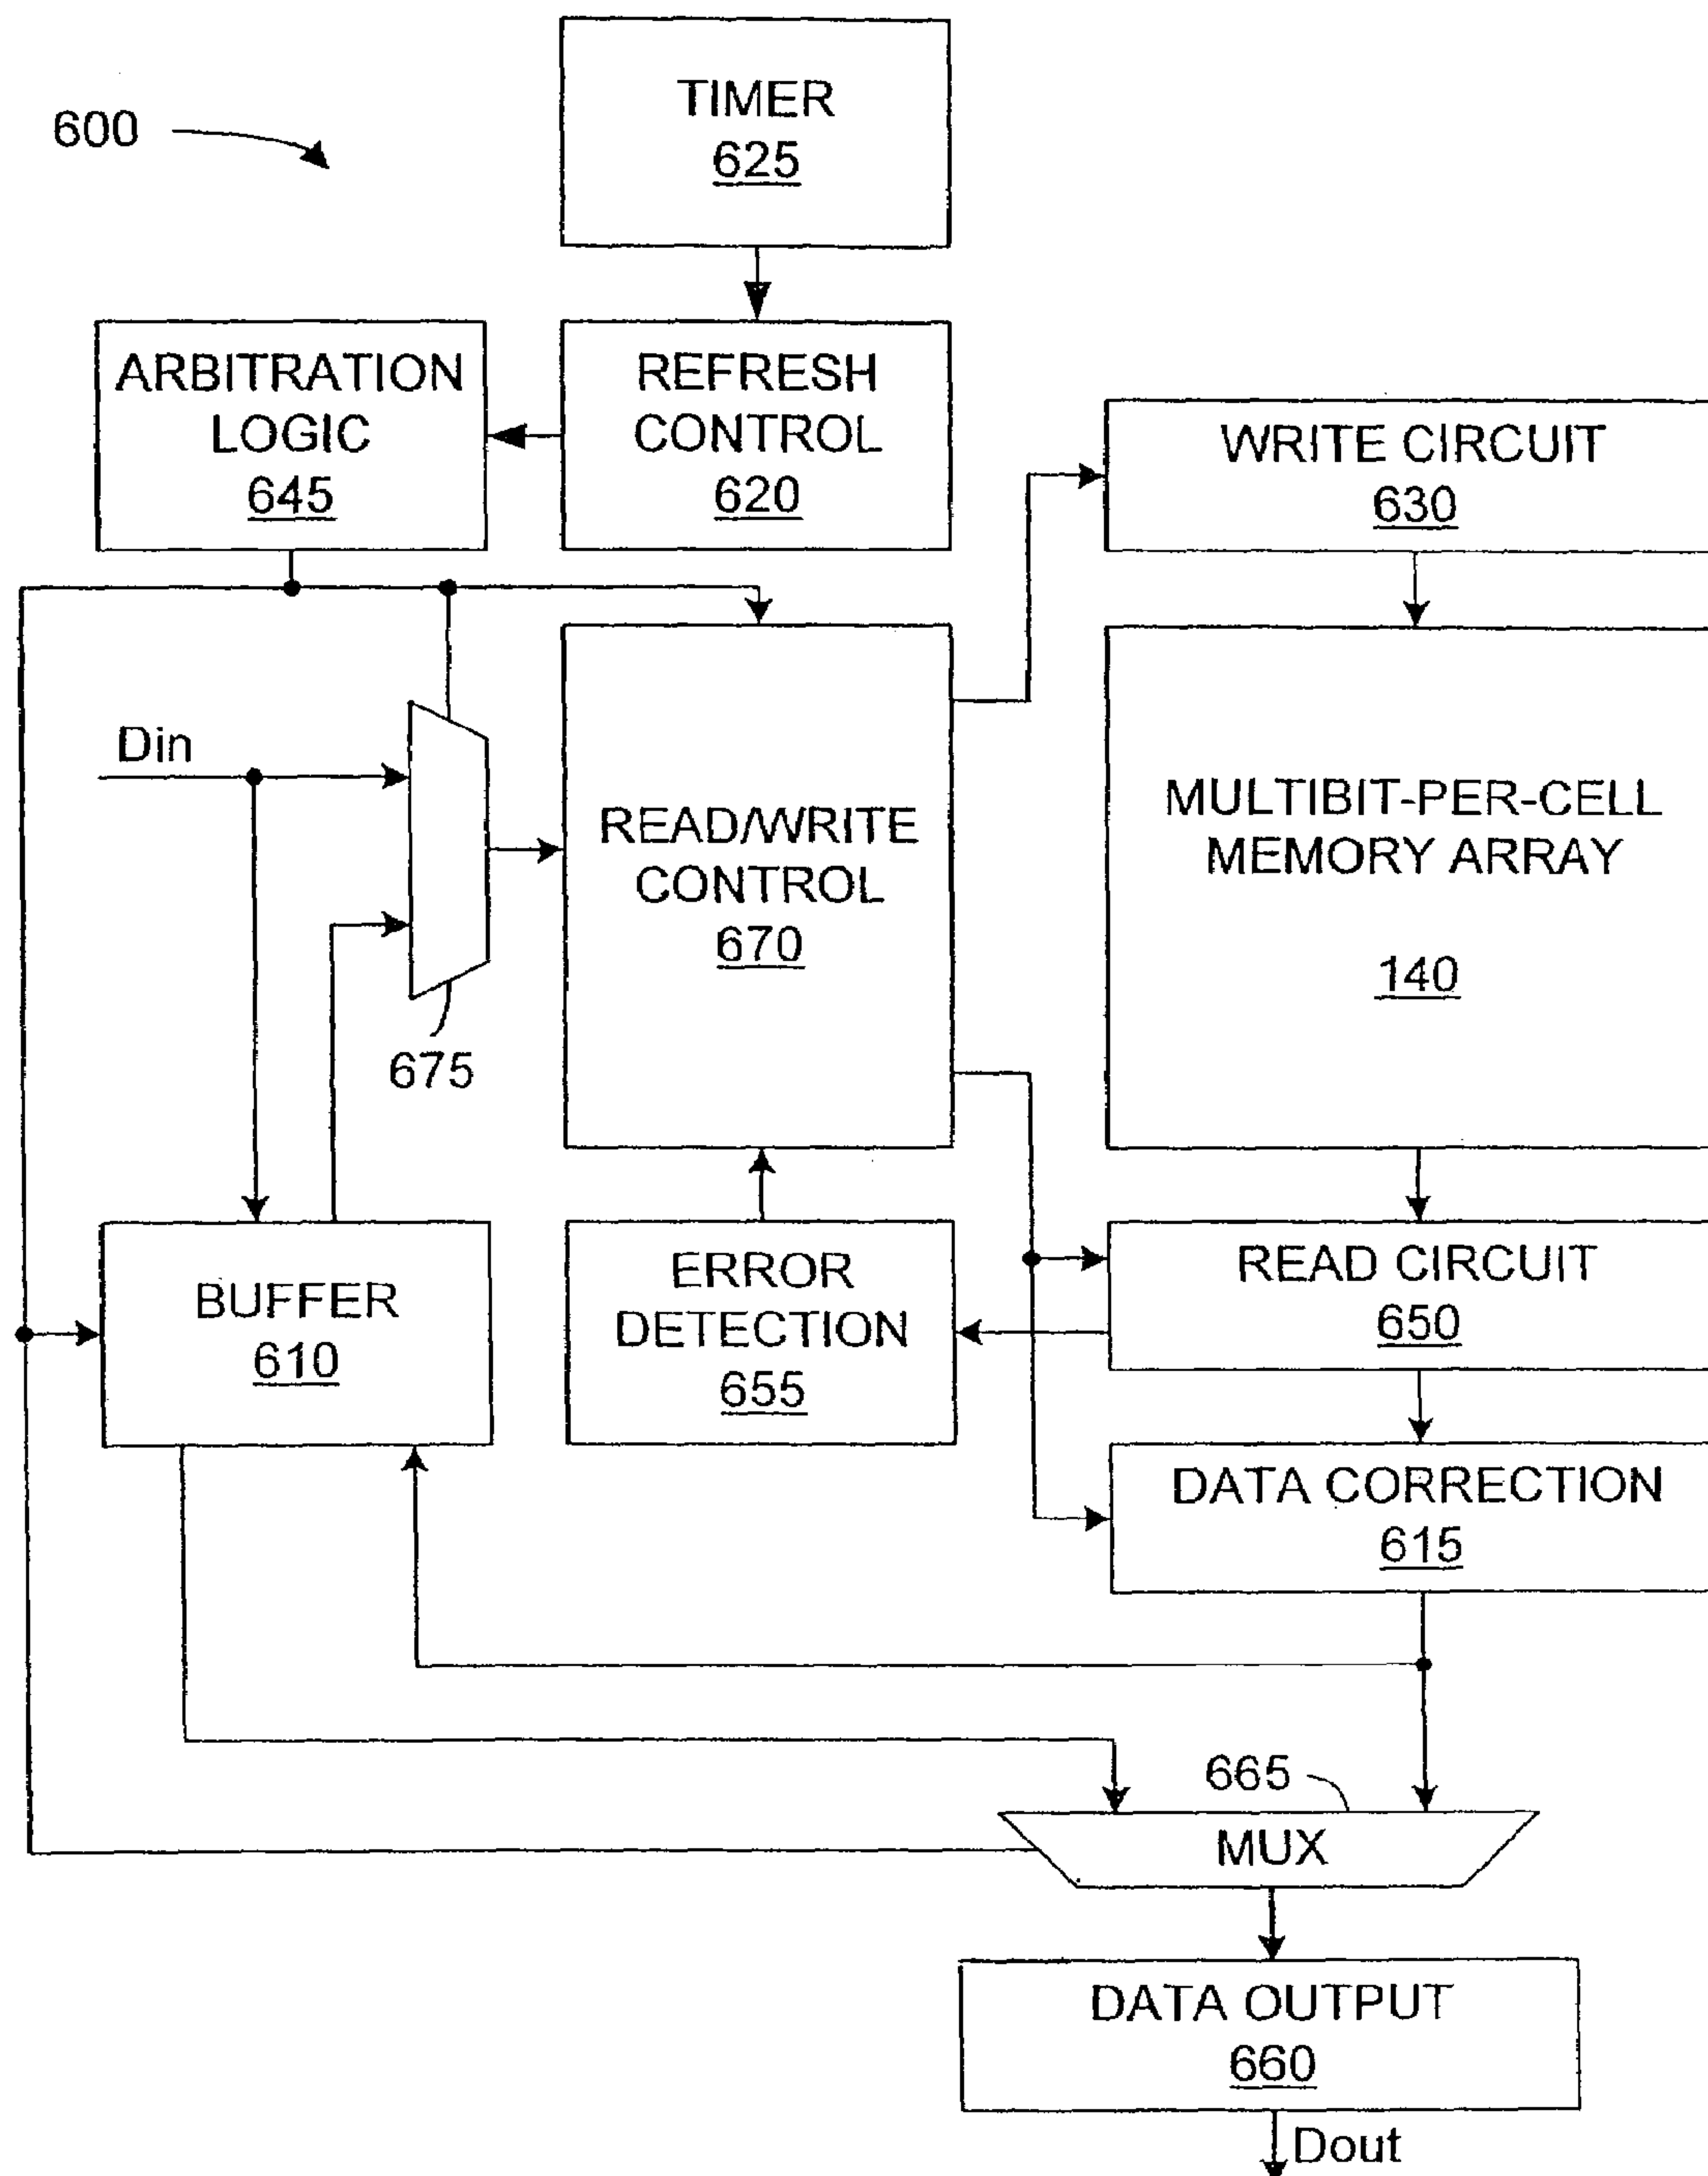 600
TIMER
625
ARBITRATION
LOGIC
645
REFRESH
CONTROL
620
WRITE CIRCUIT
630
Din
675
READ/WRITE
CONTROL
670
MULTIBIT-PER-CELL
MEMORY ARRAY
140
BUFFER
610
ERROR
DETECTION
655
READ CIRCUIT
650
DATA CORRECTION
615
665
MUX
DATA OUTPUT
660
Dout